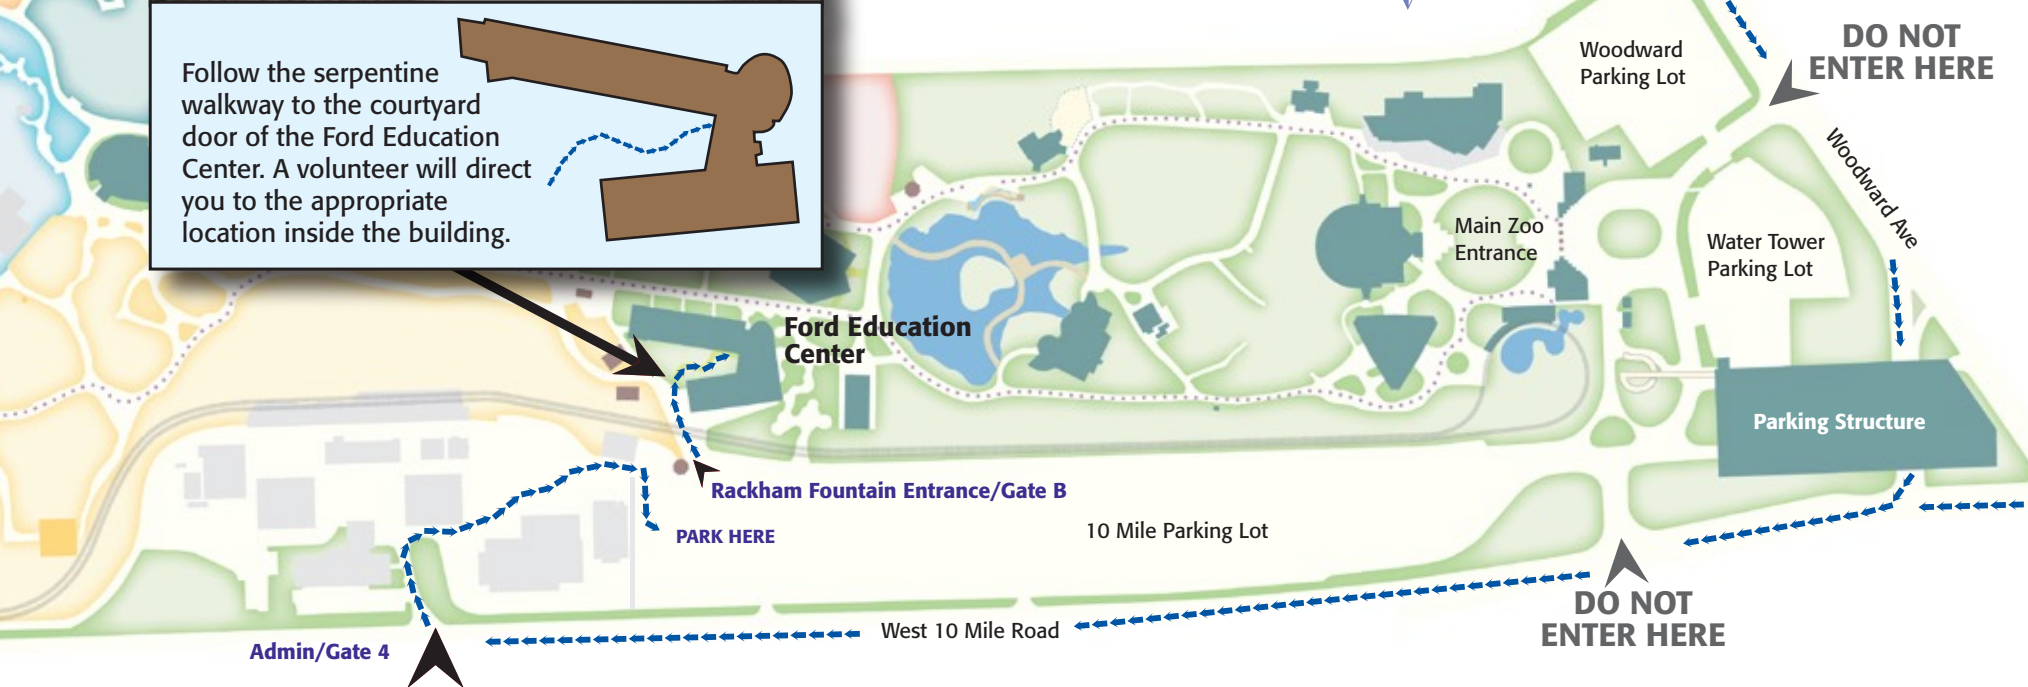 Follow the serpentine
walkway to the courtyard
door of the Ford Education
Center. A volunteer will direct
you to the appropriate
location inside the building.
Woodward
Parking Lot
DO NOT
ENTER HERE
Woodward Ave
Main Zoo
Entrance
Water Tower
Parking Lot
Ford Education
Center
Parking Structure
Rackham Fountain Entrance/Gate B
PARK HERE
10 Mile Parking Lot
DO NOT
ENTER HERE
West 10 Mile Road
Admin/Gate 4